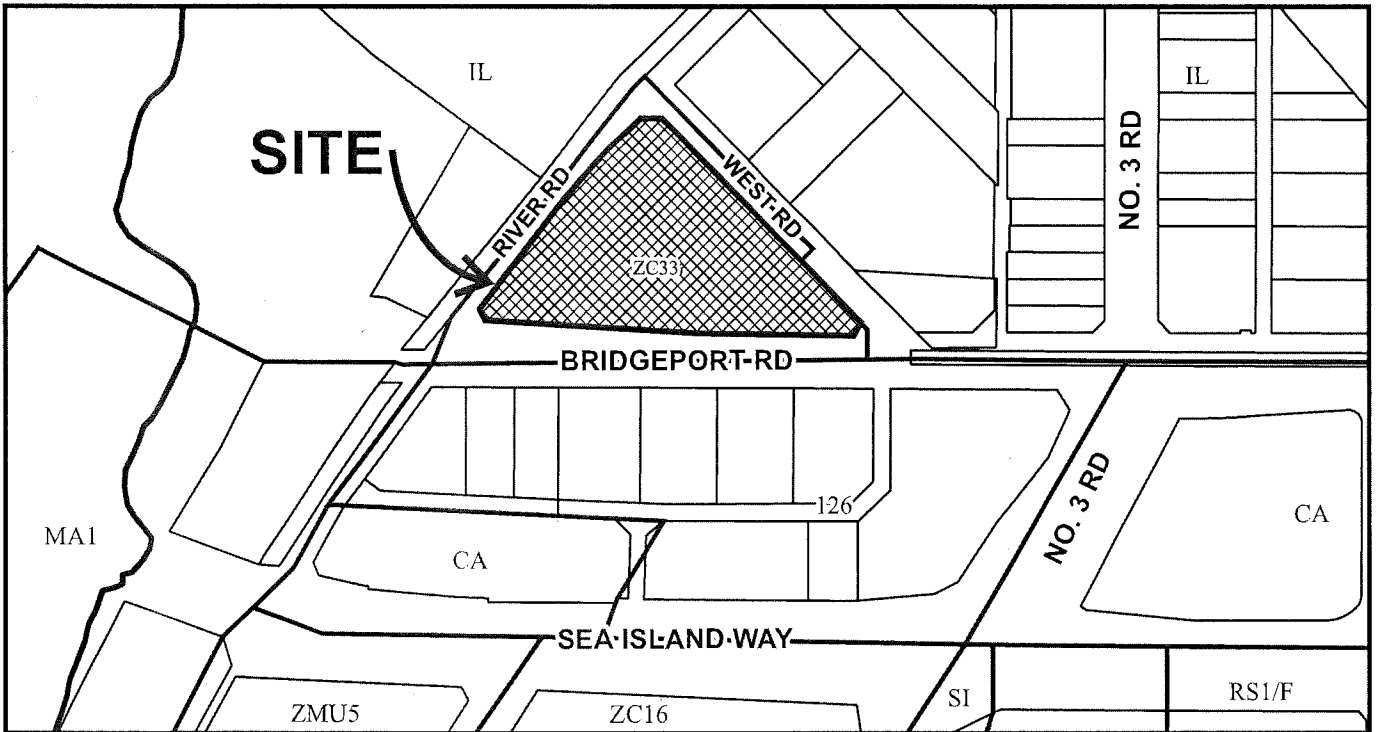 IL
IL
SITE
RIVER RD
WEST RD
NO. 3 RD
ZC33
BRIDGEPORT RD
126
NO. 3 RD
MA1
CA
CA
SEA ISLAND WAY
ZMU5
ZC16
SI
RS1/F